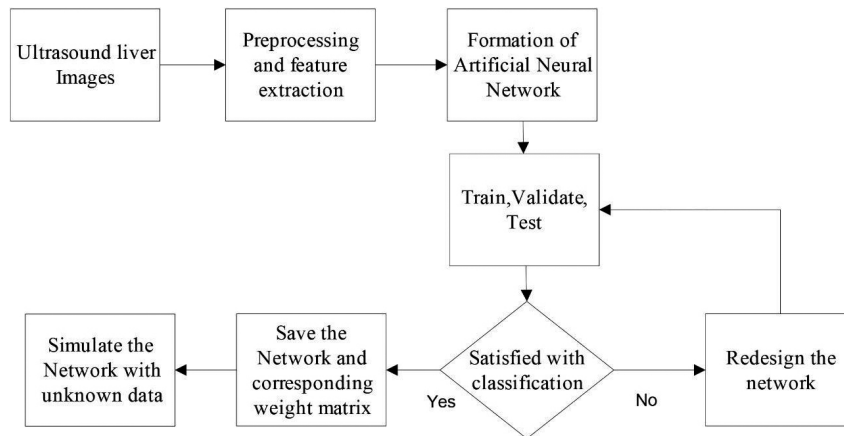 Ultrasound liver
Images
Preprocessing
and feature
extraction
Formation of
Artificial Neural
Network
Train,Validate,
Test
Satisfied with
classification
Yes
No
Save the
Network and
corresponding
weight matrix
Simulate the
Network with
unknown data
Redesign the
network